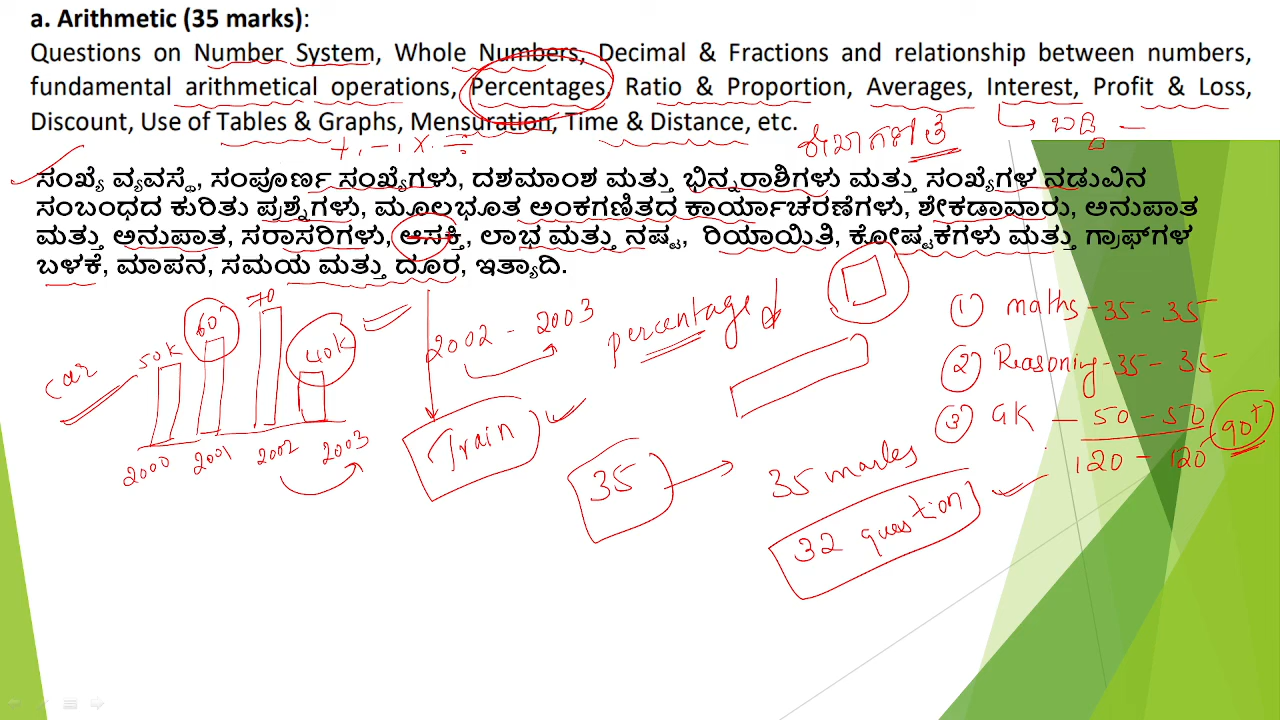 a. Arithmetic (35 marks):
Questions on Number System, Whole Numbers, Decimal & Fractions and relationship between numbers,
fundamental arithmetical operations, Percentages, Ratio & Proportion, Averages, Interest, Profit & Loss,
Discount, Use of Tables & Graphs, Mensuration, Time & Distance, etc.
+, -, ×, ÷
ಬಡ್ಡಿ
ಸಂಖ್ಯೆ ವ್ಯವಸ್ಥೆ, ಸಂಪೂರ್ಣ ಸಂಖ್ಯೆಗಳು, ದಶಮಾಂಶ ಮತ್ತು ಭಿನ್ನರಾಶಿಗಳು ಮತ್ತು ಸಂಖ್ಯೆಗಳ ನಡುವಿನ
ಸಂಬಂಧದ ಕುರಿತು ಪ್ರಶ್ನೆಗಳು, ಮೂಲಭೂತ ಅಂಕಗಣಿತದ ಕಾರ್ಯಾಚರಣೆಗಳು, ಶೇಕಡಾವಾರು, ಅನುಪಾತ
ಮತ್ತು ಅನುಪಾತ, ಸರಾಸರಿಗಳು, ಆಸಕ್ತಿ, ಲಾಭ ಮತ್ತು ನಷ್ಟ, ರಿಯಾಯಿತಿ, ಕೋಷ್ಟಕಗಳು ಮತ್ತು ಗ್ರಾಫ್‌ಗಳ
ಬಳಕೆ, ಮಾಪನ, ಸಮಯ ಮತ್ತು ದೂರ, ಇತ್ಯಾದಿ.
car
50K
60
70
40K
2000
2001
2002
2003
2002 - 2003
percentage
Train
35
35 marks
32 question
1 maths - 35 - 35
2 Reasoning - 35 - 35
3 GK - 50 - 50
120 - 120
90+